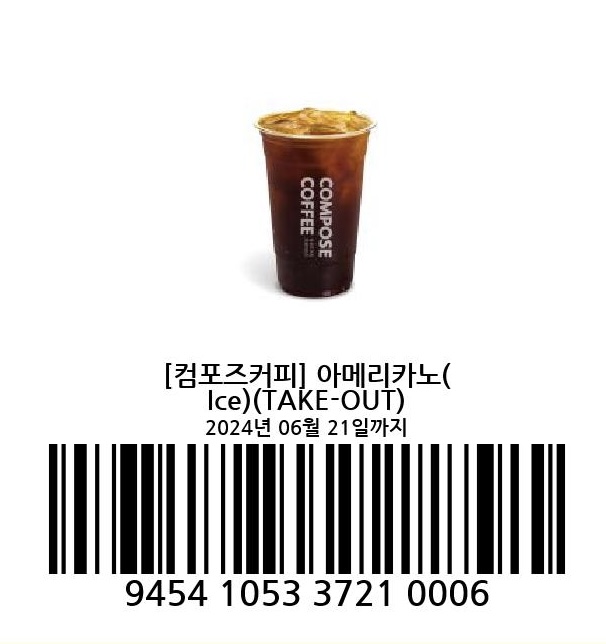 COMPOSE
COFFEE
[컴포즈커피] 아메리카노(
Ice)(TAKE-OUT)
2024년 06월 21일까지
9454 1053 3721 0006